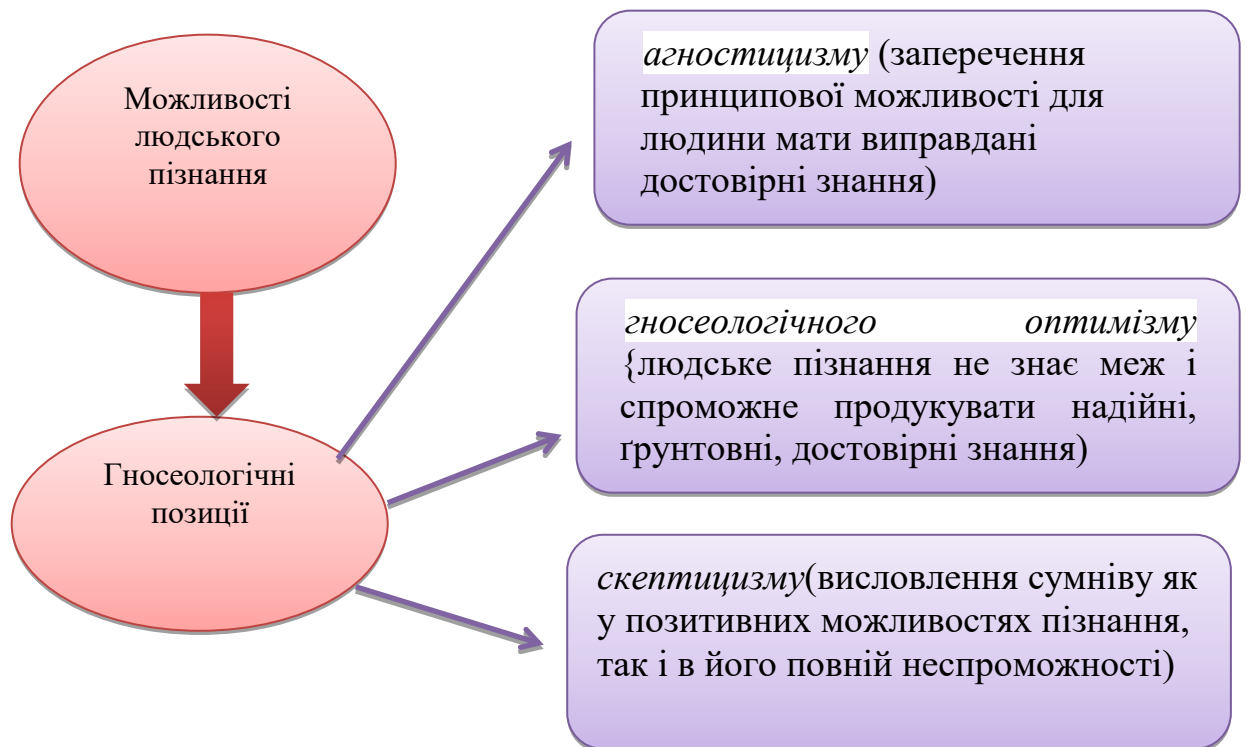 Можливості
людського
пізнання
Гносеологічні
позиції
агностицизму (заперечення
принципової можливості для
людини мати виправдані
достовірні знання)
гносеологічного оптимізму
{людське пізнання не знає меж і
спроможне продукувати надійні,
ґрунтовні, достовірні знання)
скептицизму(висловлення сумніву як
у позитивних можливостях пізнання,
так і в його повній неспроможності)